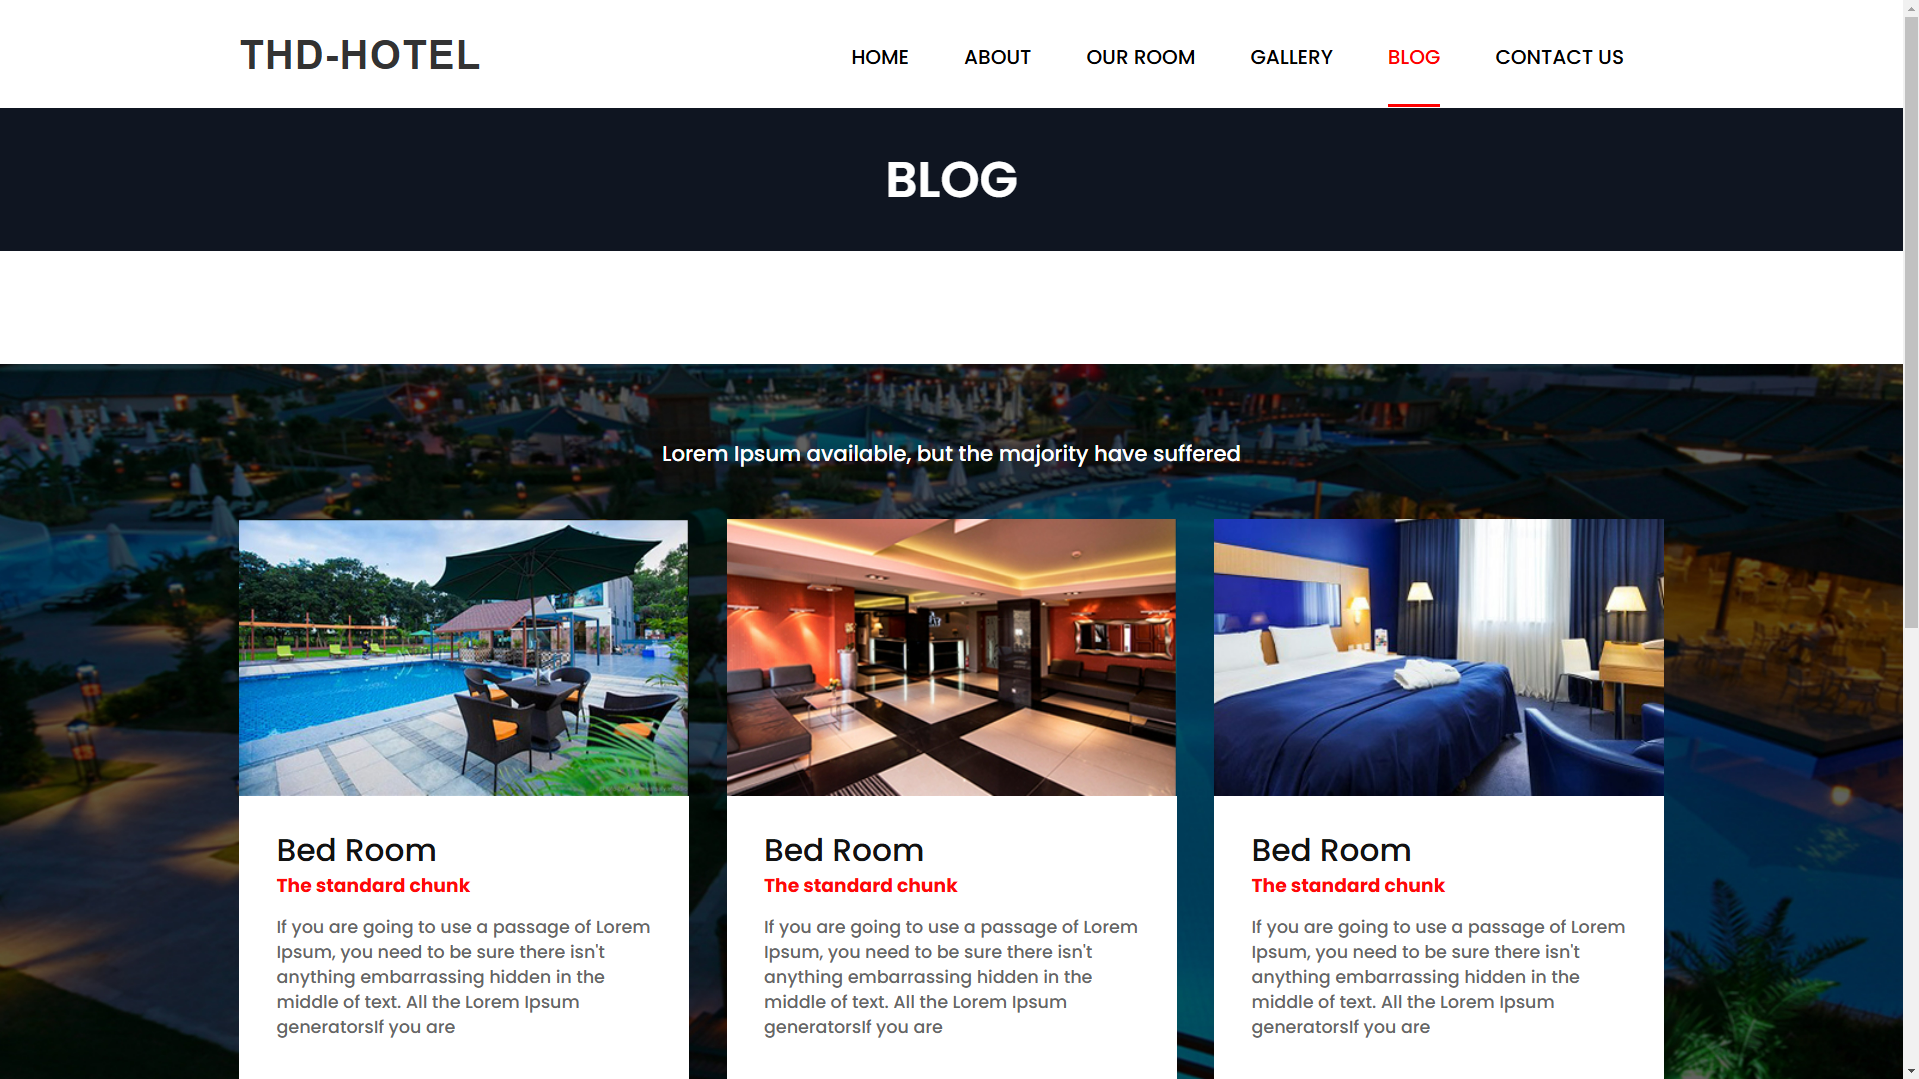 THD-HOTEL
HOME ABOUT OUR ROOM GALLERY BLOG CONTACT US
BLOG
Lorem Ipsum available, but the majority have suffered
Bed Room
The standard chunk
If you are going to use a passage of Lorem
Ipsum, you need to be sure there isn't
anything embarrassing hidden in the
middle of text. All the Lorem Ipsum
generatorsIf you are
Bed Room
The standard chunk
If you are going to use a passage of Lorem
Ipsum, you need to be sure there isn't
anything embarrassing hidden in the
middle of text. All the Lorem Ipsum
generatorsIf you are
Bed Room
The standard chunk
If you are going to use a passage of Lorem
Ipsum, you need to be sure there isn't
anything embarrassing hidden in the
middle of text. All the Lorem Ipsum
generatorsIf you are